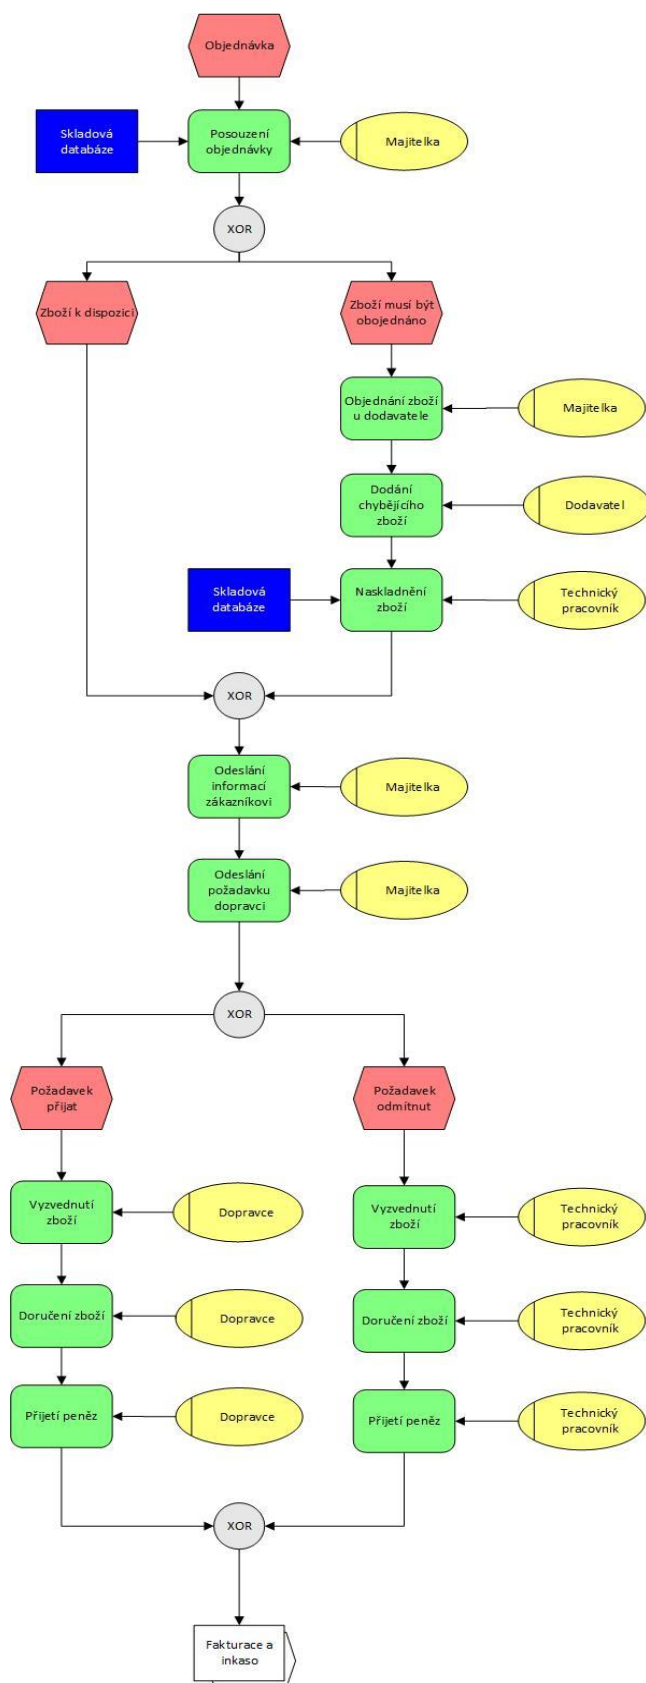 Objednávka
Skladová
databáze
Posouzení
objednávky
Majitelka
XOR
Zboží k dispozici
Zboží musí být
obojednáno
Objednání zboží
u dodavatele
Majitelka
Dodání
chybějícího
zboží
Dodavatel
Skladová
databáze
Naskladnění
zboží
Technický
pracovník
XOR
Odeslání
informací
zákazníkovi
Majitelka
Odeslání
požadavku
dopravci
Majitelka
XOR
Požadavek
přijat
Požadavek
odmítnut
Vyzvednutí
zboží
Dopravce
Vyzvednutí
zboží
Technický
pracovník
Doručení zboží
Dopravce
Doručení zboží
Technický
pracovník
Přijetí peněz
Dopravce
Přijetí peněz
Technický
pracovník
XOR
Fakturace a
inkaso